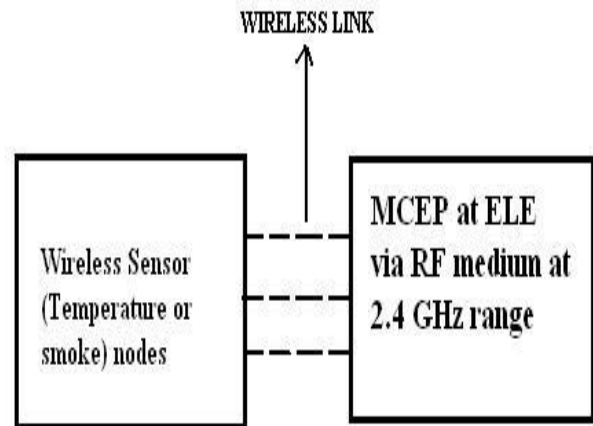 WIRELESS LINK
Wireless Sensor
(Temperature or
smoke) nodes
MCEP at ELE
via RF medium at
2.4 GHz range